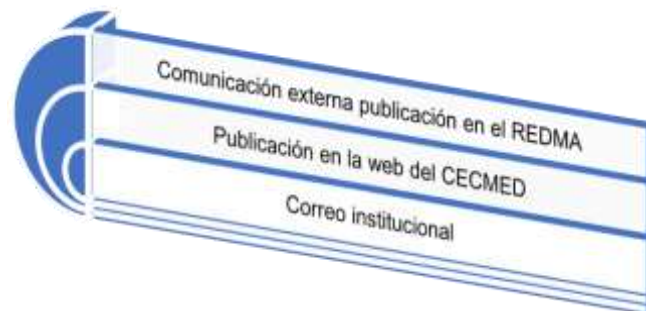 Comunicación externa publicación en el REDMA
Publicación en la web del CECMED
Correo institucional